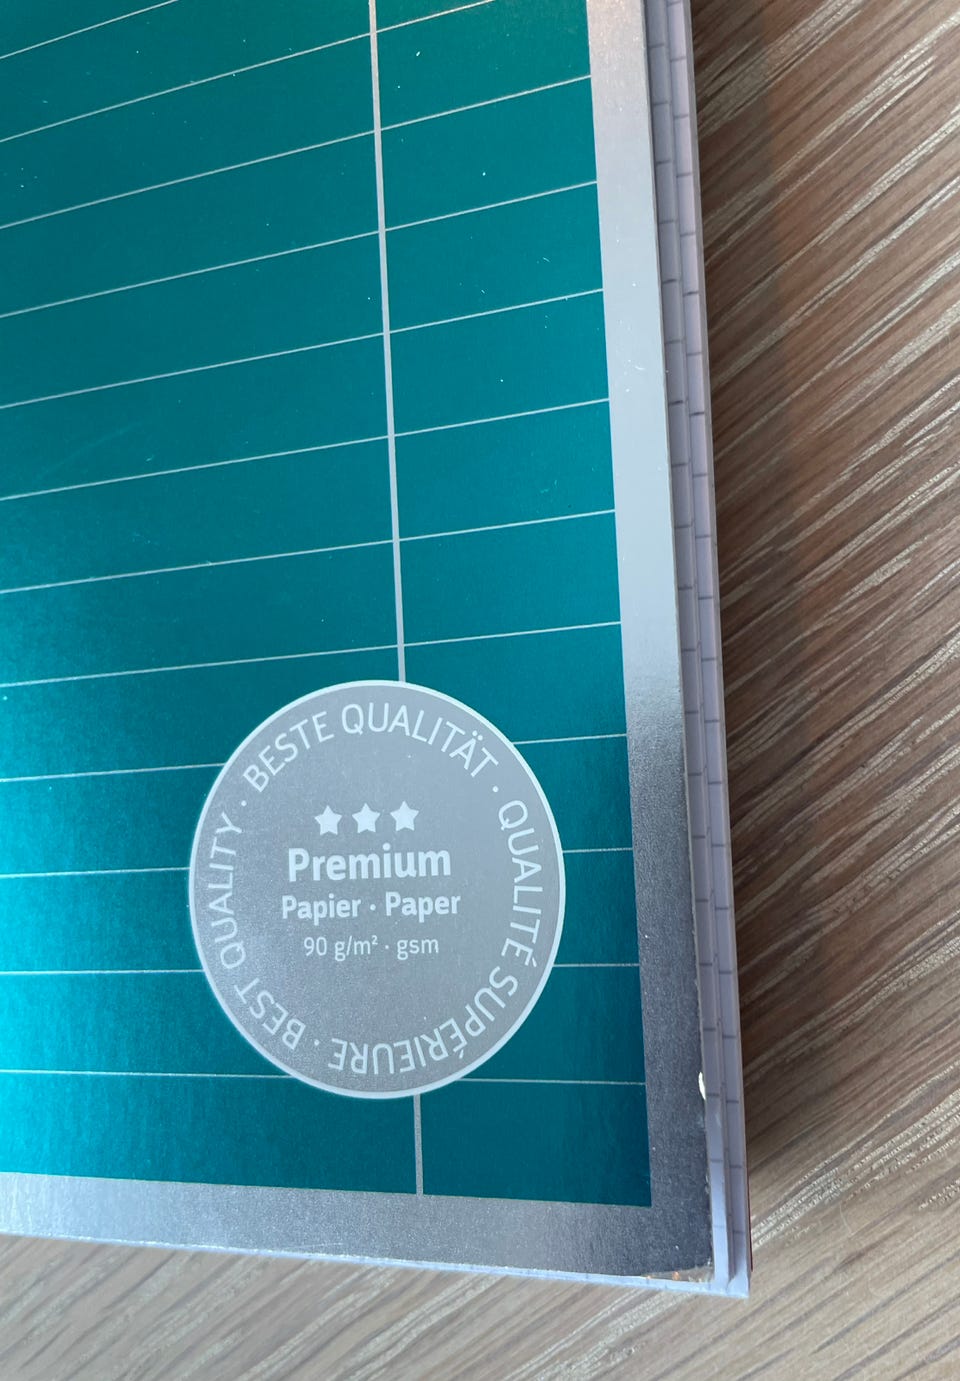 · BESTE QUALITÄT · QUALITÉ SUPÉRIEURE · BEST QUALITY
Premium
Papier · Paper
90 g/m² · gsm